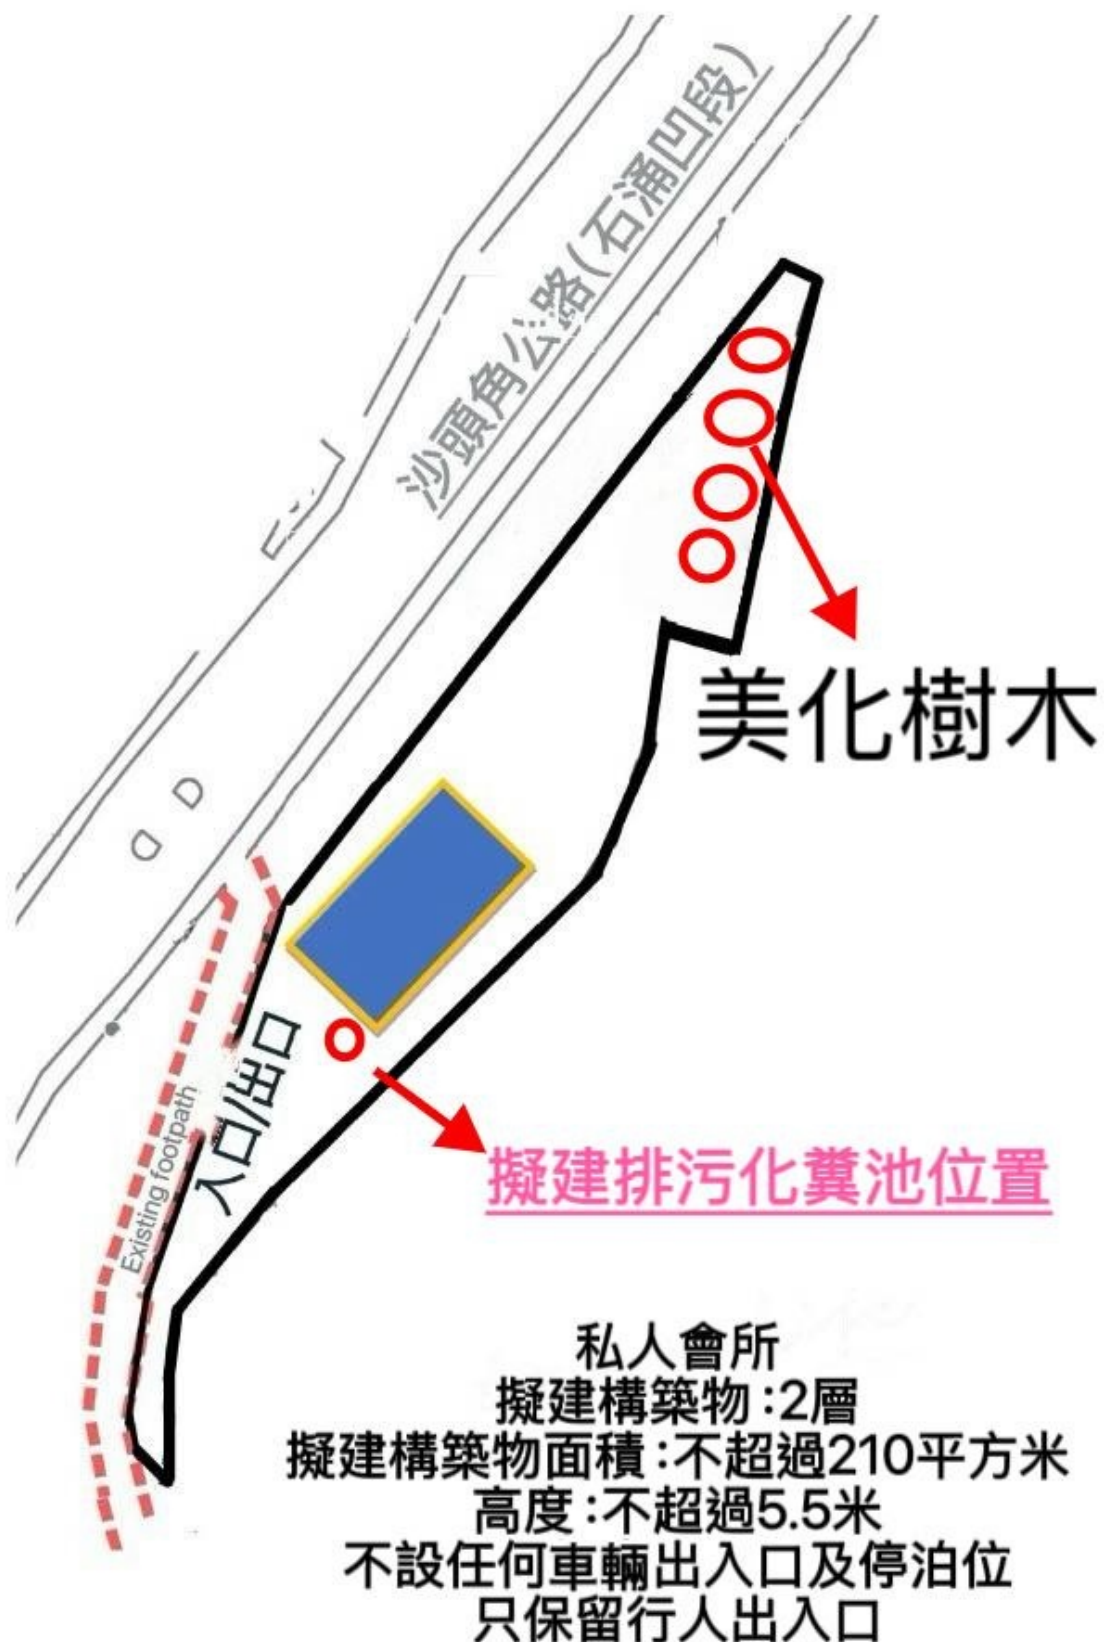 沙頭角公路(石涌凹段)
美化樹木
入口/出口
Existing footpath
擬建排污化糞池位置
私人會所
擬建構築物:2層
擬建構築物面積:不超過210平方米
高度:不超過5.5米
不設任何車輛出入口及停泊位
只保留行人出入口